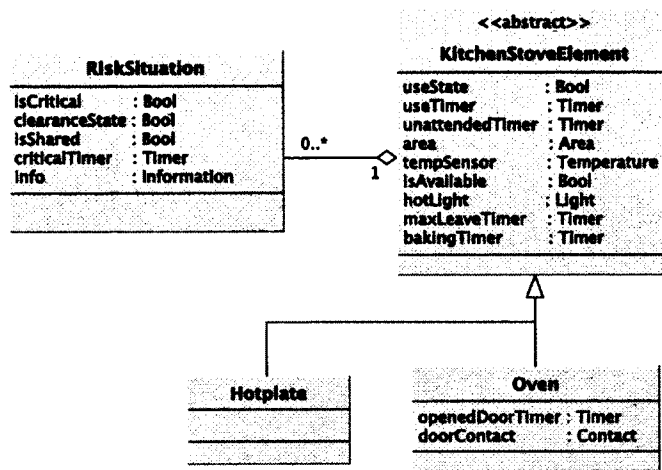 <<abstract>>
KitchenStoveElement
useState : Bool
useTimer : Timer
unattendedTimer : Timer
area : Area
tempSensor : Temperature
isAvailable : Bool
hotLight : Light
maxLeaveTimer : Timer
bakingTimer : Timer
RiskSituation
isCritical : Bool
clearanceState : Bool
isShared : Bool
criticalTimer : Timer
info : Information
0..*
1
Hotplate
Oven
openedDoorTimer : Timer
doorContact : Contact